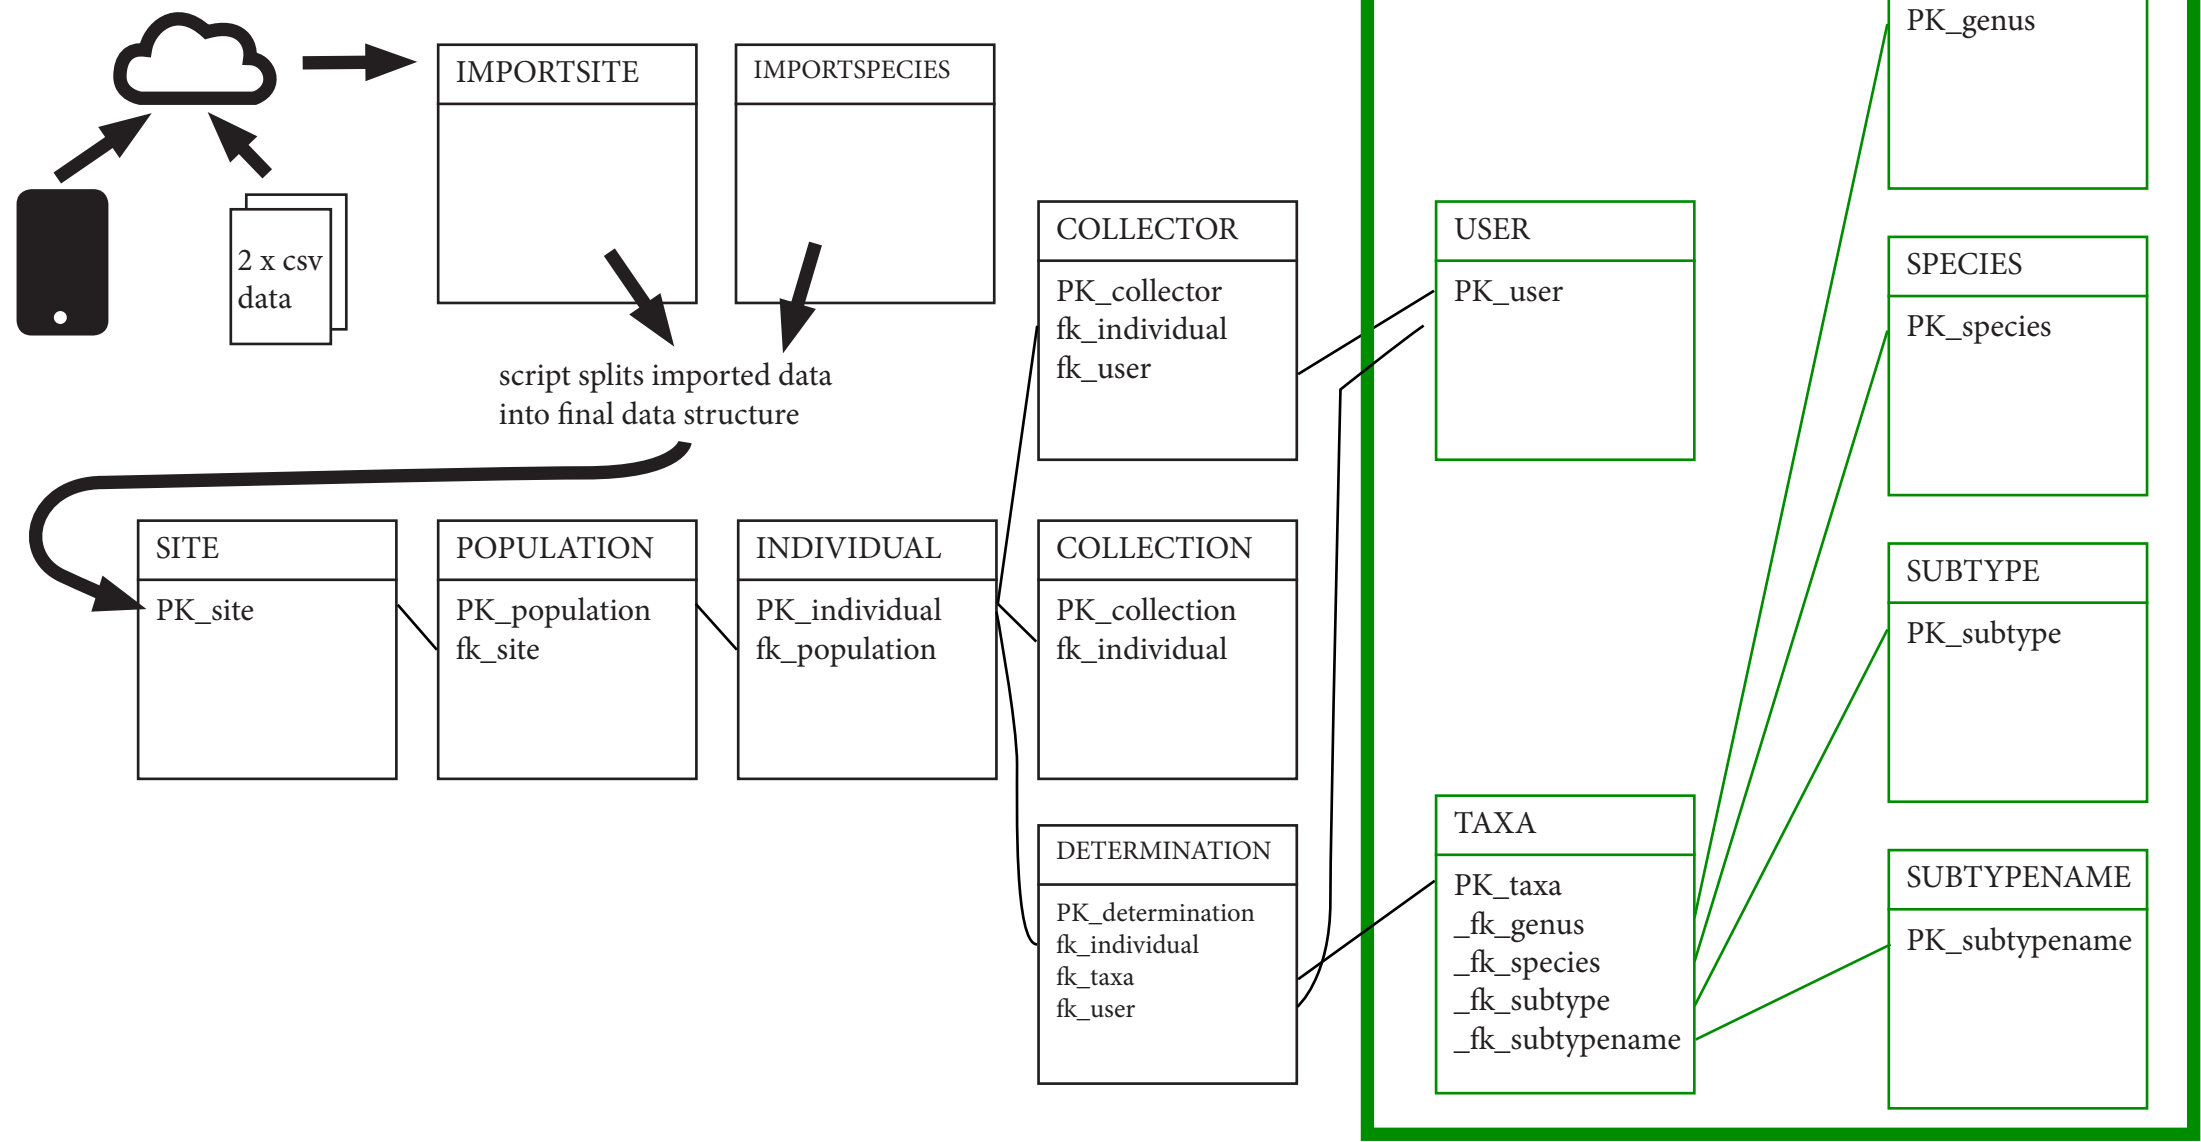 IMPORTSITE
IMPORTSPECIES
2 x csv
data
script splits imported data
into final data structure
SITE
PK_site
POPULATION
PK_population
fk_site
INDIVIDUAL
PK_individual
fk_population
COLLECTOR
PK_collector
fk_individual
fk_user
COLLECTION
PK_collection
fk_individual
DETERMINATION
PK_determination
fk_individual
fk_taxa
fk_user
USER
PK_user
TAXA
PK_taxa
_fk_genus
_fk_species
_fk_subtype
_fk_subtypename
PK_genus
SPECIES
PK_species
SUBTYPE
PK_subtype
SUBTYPENAME
PK_subtypename